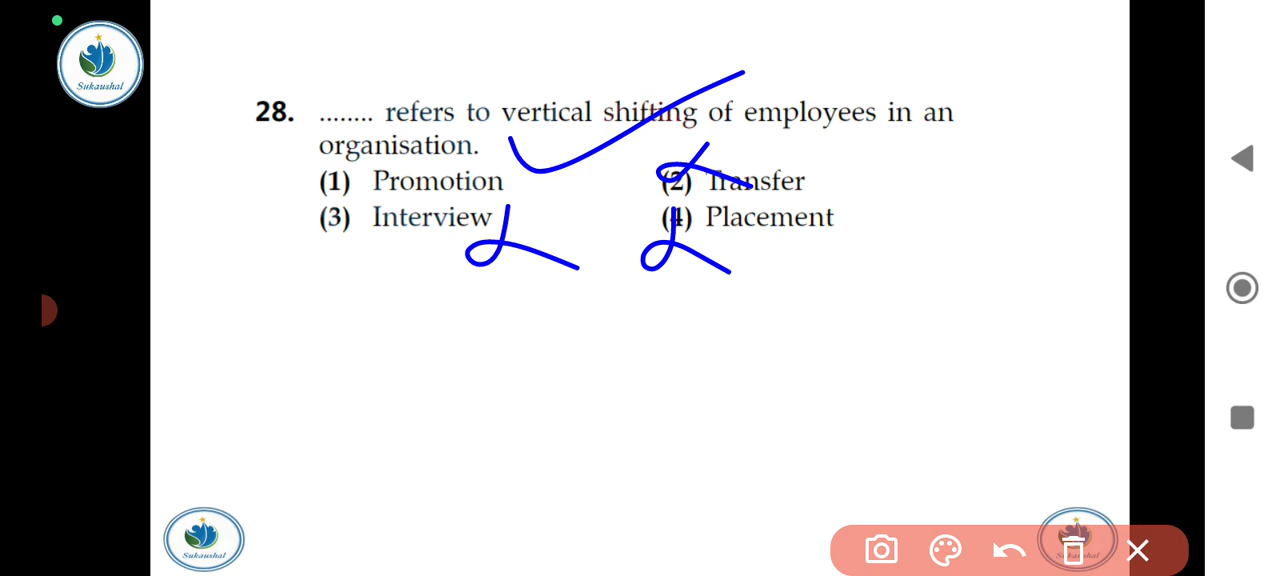 Sukaushal
28. ........ refers to vertical shifting of employees in an
organisation.
(1) Promotion (2) Transfer
(3) Interview (4) Placement
Sukaushal
Sukaushal